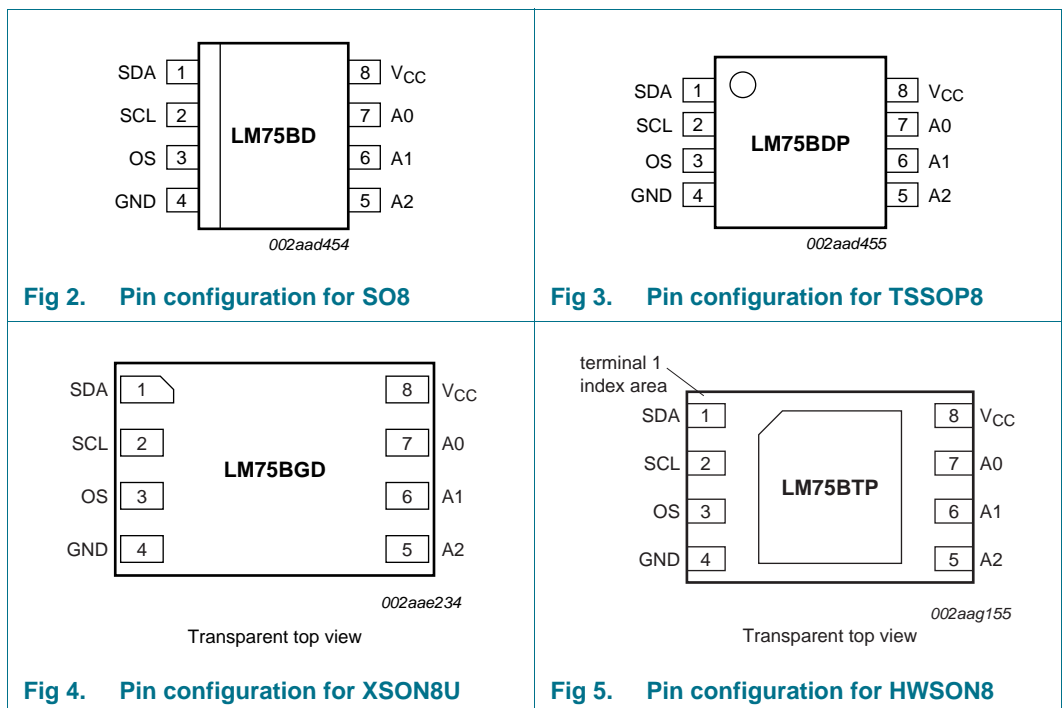 SDA 1 8 VCC
SCL 2 7 A0
LM75BD
OS 3 6 A1
GND 4 5 A2
002aad454
Fig 2. Pin configuration for SO8
SDA 1 8 VCC
SCL 2 7 A0
LM75BDP
OS 3 6 A1
GND 4 5 A2
002aad455
Fig 3. Pin configuration for TSSOP8
SDA 1 8 VCC
SCL 2 7 A0
LM75BGD
OS 3 6 A1
GND 4 5 A2
002aae234
Transparent top view
Fig 4. Pin configuration for XSON8U
terminal 1
index area
SDA 1 8 VCC
SCL 2 7 A0
LM75BTP
OS 3 6 A1
GND 4 5 A2
002aag155
Transparent top view
Fig 5. Pin configuration for HWSON8